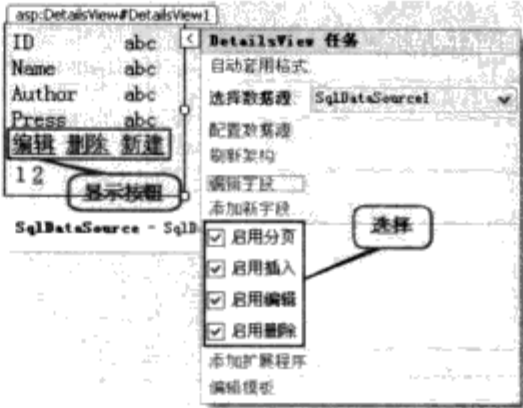 asp:DetailsView#DetailsView1
ID abc
Name abc
Author abc
Press abc
编辑 删除 新建
1 2
显示按钮
SqlDataSource - SqlD
DetailsView 任务
自动套用格式
选择数据源 SqlDataSource1
配置数据源
刷新架构
编辑字段
添加新字段
启用分页
启用插入
启用编辑
启用删除
选择
添加扩展程序
编辑模板